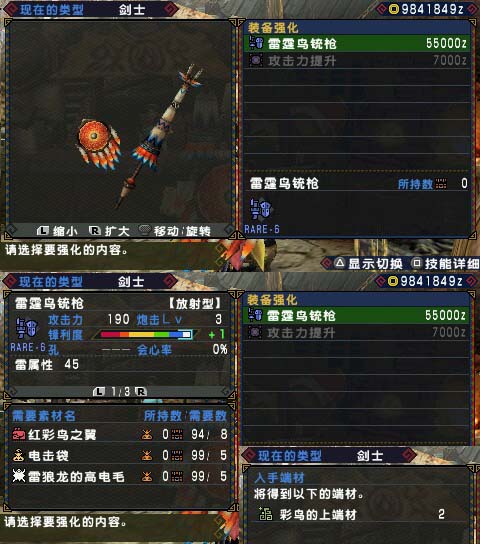 现在的类型 剑士
9841849z
装备强化
雷霆鸟铳枪 55000z
攻击力提升 7000z
雷霆鸟铳枪 所持数 0
RARE-6
L 缩小 R 扩大 移动:旋转
请选择要强化的内容。
△显示切换 □技能详细
现在的类型 剑士
9841849z
雷霆鸟铳枪 【放射型】
攻击力 190 炮击Lv 3
锋利度 +1
RARE-6 孔 --- 会心率 0%
雷属性 45
L 1/3 R
需要素材名 所持数:需要数
红彩鸟之翼 0 94/ 8
电击袋 0 99/ 5
雷狼龙的高电毛 0 99/ 5
请选择要强化的内容。
装备强化
雷霆鸟铳枪 55000z
攻击力提升 7000z
现在的类型 剑士
入手端材
将得到以下的端材。
彩鸟的上端材 2